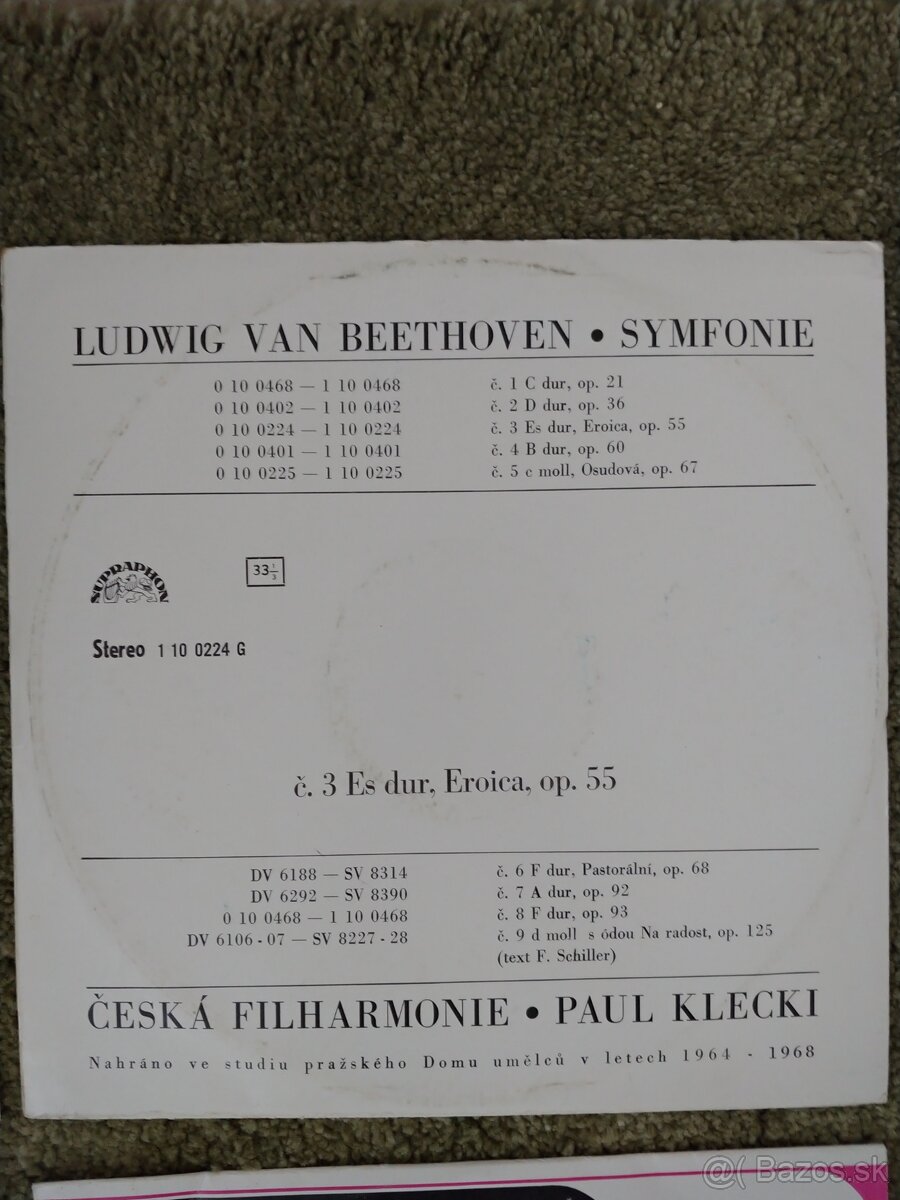 LUDWIG VAN BEETHOVEN • SYMFONIE
0 10 0468 — 1 10 0468 č. 1 C dur, op. 21
0 10 0402 — 1 10 0402 č. 2 D dur, op. 36
0 10 0224 — 1 10 0224 č. 3 Es dur, Eroica, op. 55
0 10 0401 — 1 10 0401 č. 4 B dur, op. 60
0 10 0225 — 1 10 0225 č. 5 c moll, Osudová, op. 67
SUPRAPHON
33 1/3
Stereo 1 10 0224 G
č. 3 Es dur, Eroica, op. 55
DV 6188 — SV 8314 č. 6 F dur, Pastorální, op. 68
DV 6292 — SV 8390 č. 7 A dur, op. 92
0 10 0468 — 1 10 0468 č. 8 F dur, op. 93
DV 6106 - 07 — SV 8227 - 28 č. 9 d moll s ódou Na radost, op. 125
(text F. Schiller)
ČESKÁ FILHARMONIE • PAUL KLECKI
Nahráno ve studiu pražského Domu umělců v letech 1964 - 1968
@( Bazos.sk